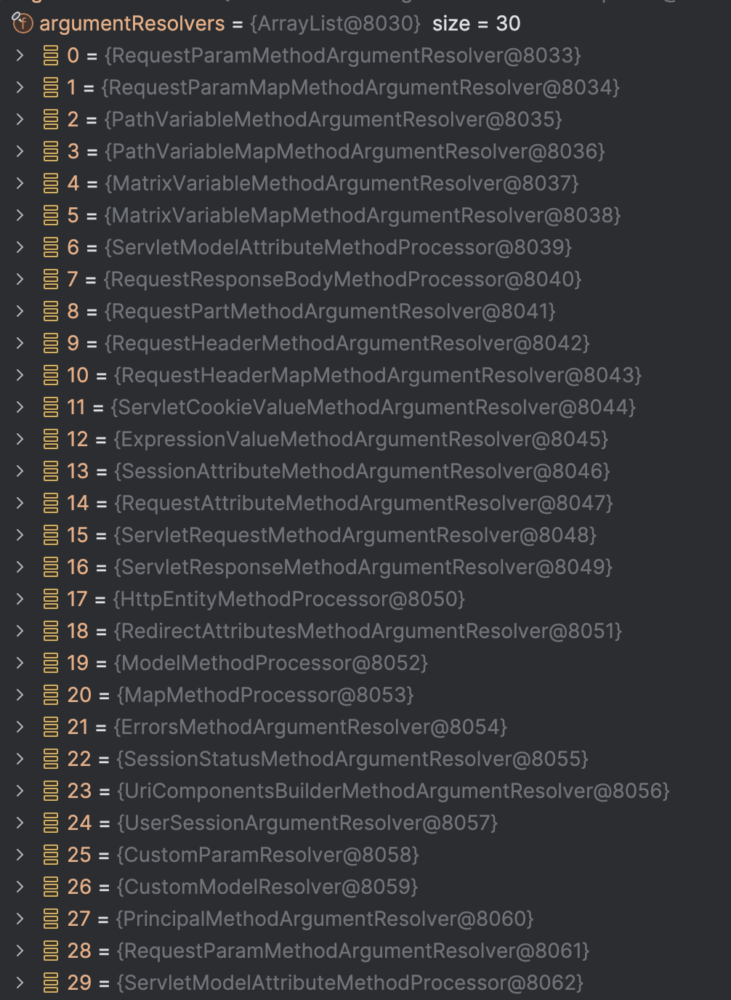 argumentResolvers = {ArrayList@8030} size = 30
0 = {RequestParamMethodArgumentResolver@8033}
1 = {RequestParamMapMethodArgumentResolver@8034}
2 = {PathVariableMethodArgumentResolver@8035}
3 = {PathVariableMapMethodArgumentResolver@8036}
4 = {MatrixVariableMethodArgumentResolver@8037}
5 = {MatrixVariableMapMethodArgumentResolver@8038}
6 = {ServletModelAttributeMethodProcessor@8039}
7 = {RequestResponseBodyMethodProcessor@8040}
8 = {RequestPartMethodArgumentResolver@8041}
9 = {RequestHeaderMethodArgumentResolver@8042}
10 = {RequestHeaderMapMethodArgumentResolver@8043}
11 = {ServletCookieValueMethodArgumentResolver@8044}
12 = {ExpressionValueMethodArgumentResolver@8045}
13 = {SessionAttributeMethodArgumentResolver@8046}
14 = {RequestAttributeMethodArgumentResolver@8047}
15 = {ServletRequestMethodArgumentResolver@8048}
16 = {ServletResponseMethodArgumentResolver@8049}
17 = {HttpEntityMethodProcessor@8050}
18 = {RedirectAttributesMethodArgumentResolver@8051}
19 = {ModelMethodProcessor@8052}
20 = {MapMethodProcessor@8053}
21 = {ErrorsMethodArgumentResolver@8054}
22 = {SessionStatusMethodArgumentResolver@8055}
23 = {UriComponentsBuilderMethodArgumentResolver@8056}
24 = {UserSessionArgumentResolver@8057}
25 = {CustomParamResolver@8058}
26 = {CustomModelResolver@8059}
27 = {PrincipalMethodArgumentResolver@8060}
28 = {RequestParamMethodArgumentResolver@8061}
29 = {ServletModelAttributeMethodProcessor@8062}